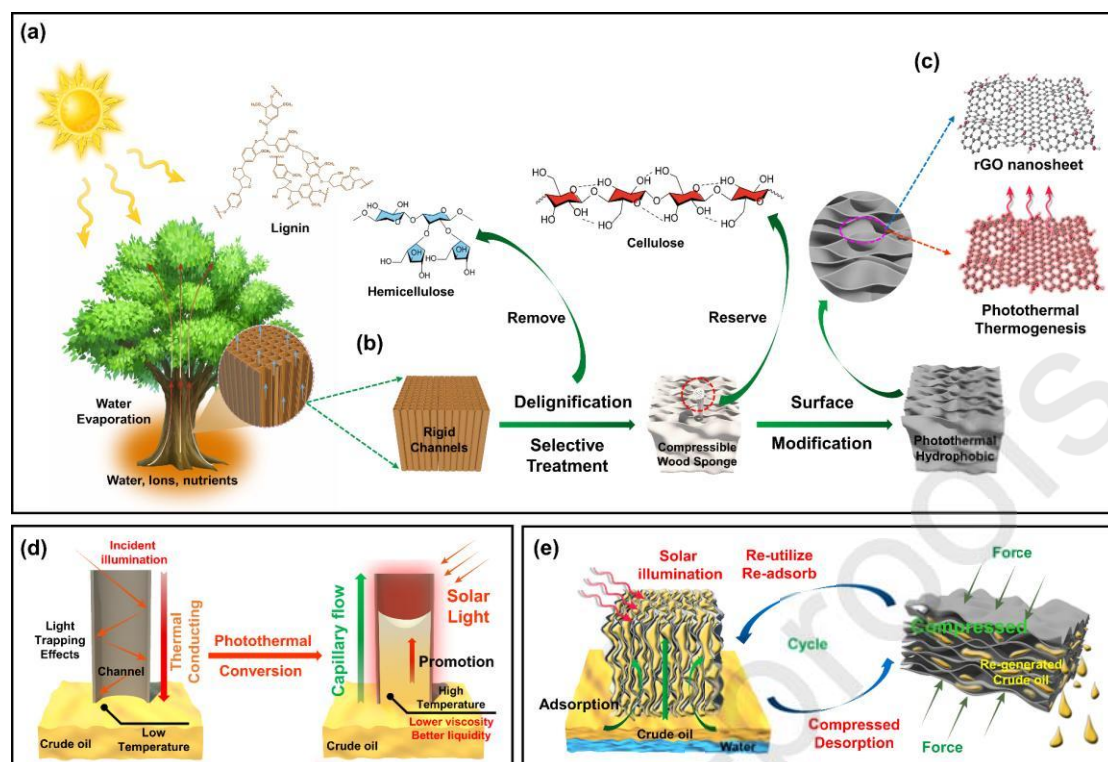 (a)
Lignin
Hemicellulose
Cellulose
Remove
Reserve
(c)
rGO nanosheet
Photothermal
Thermogenesis
Water
Evaporation
Water, Ions, nutrients
(b)
Rigid
Channels
Delignification
Selective
Treatment
Compressible
Wood Sponge
Surface
Modification
Photothermal
Hydrophobic
(d)
Incident
illumination
Light
Trapping
Effects
Channel
Thermal
Conducting
Low
Temperature
Crude oil
Photothermal
Conversion
Capillary flow
Solar
Light
Promotion
High
Temperature
Lower viscosity
Better liquidity
Crude oil
(e)
Solar
illumination
Adsorption
Crude oil
Water
Re-utilize
Re-adsorb
Cycle
Compressed
Desorption
Force
Compressed
Re-generated
Crude oil
Force